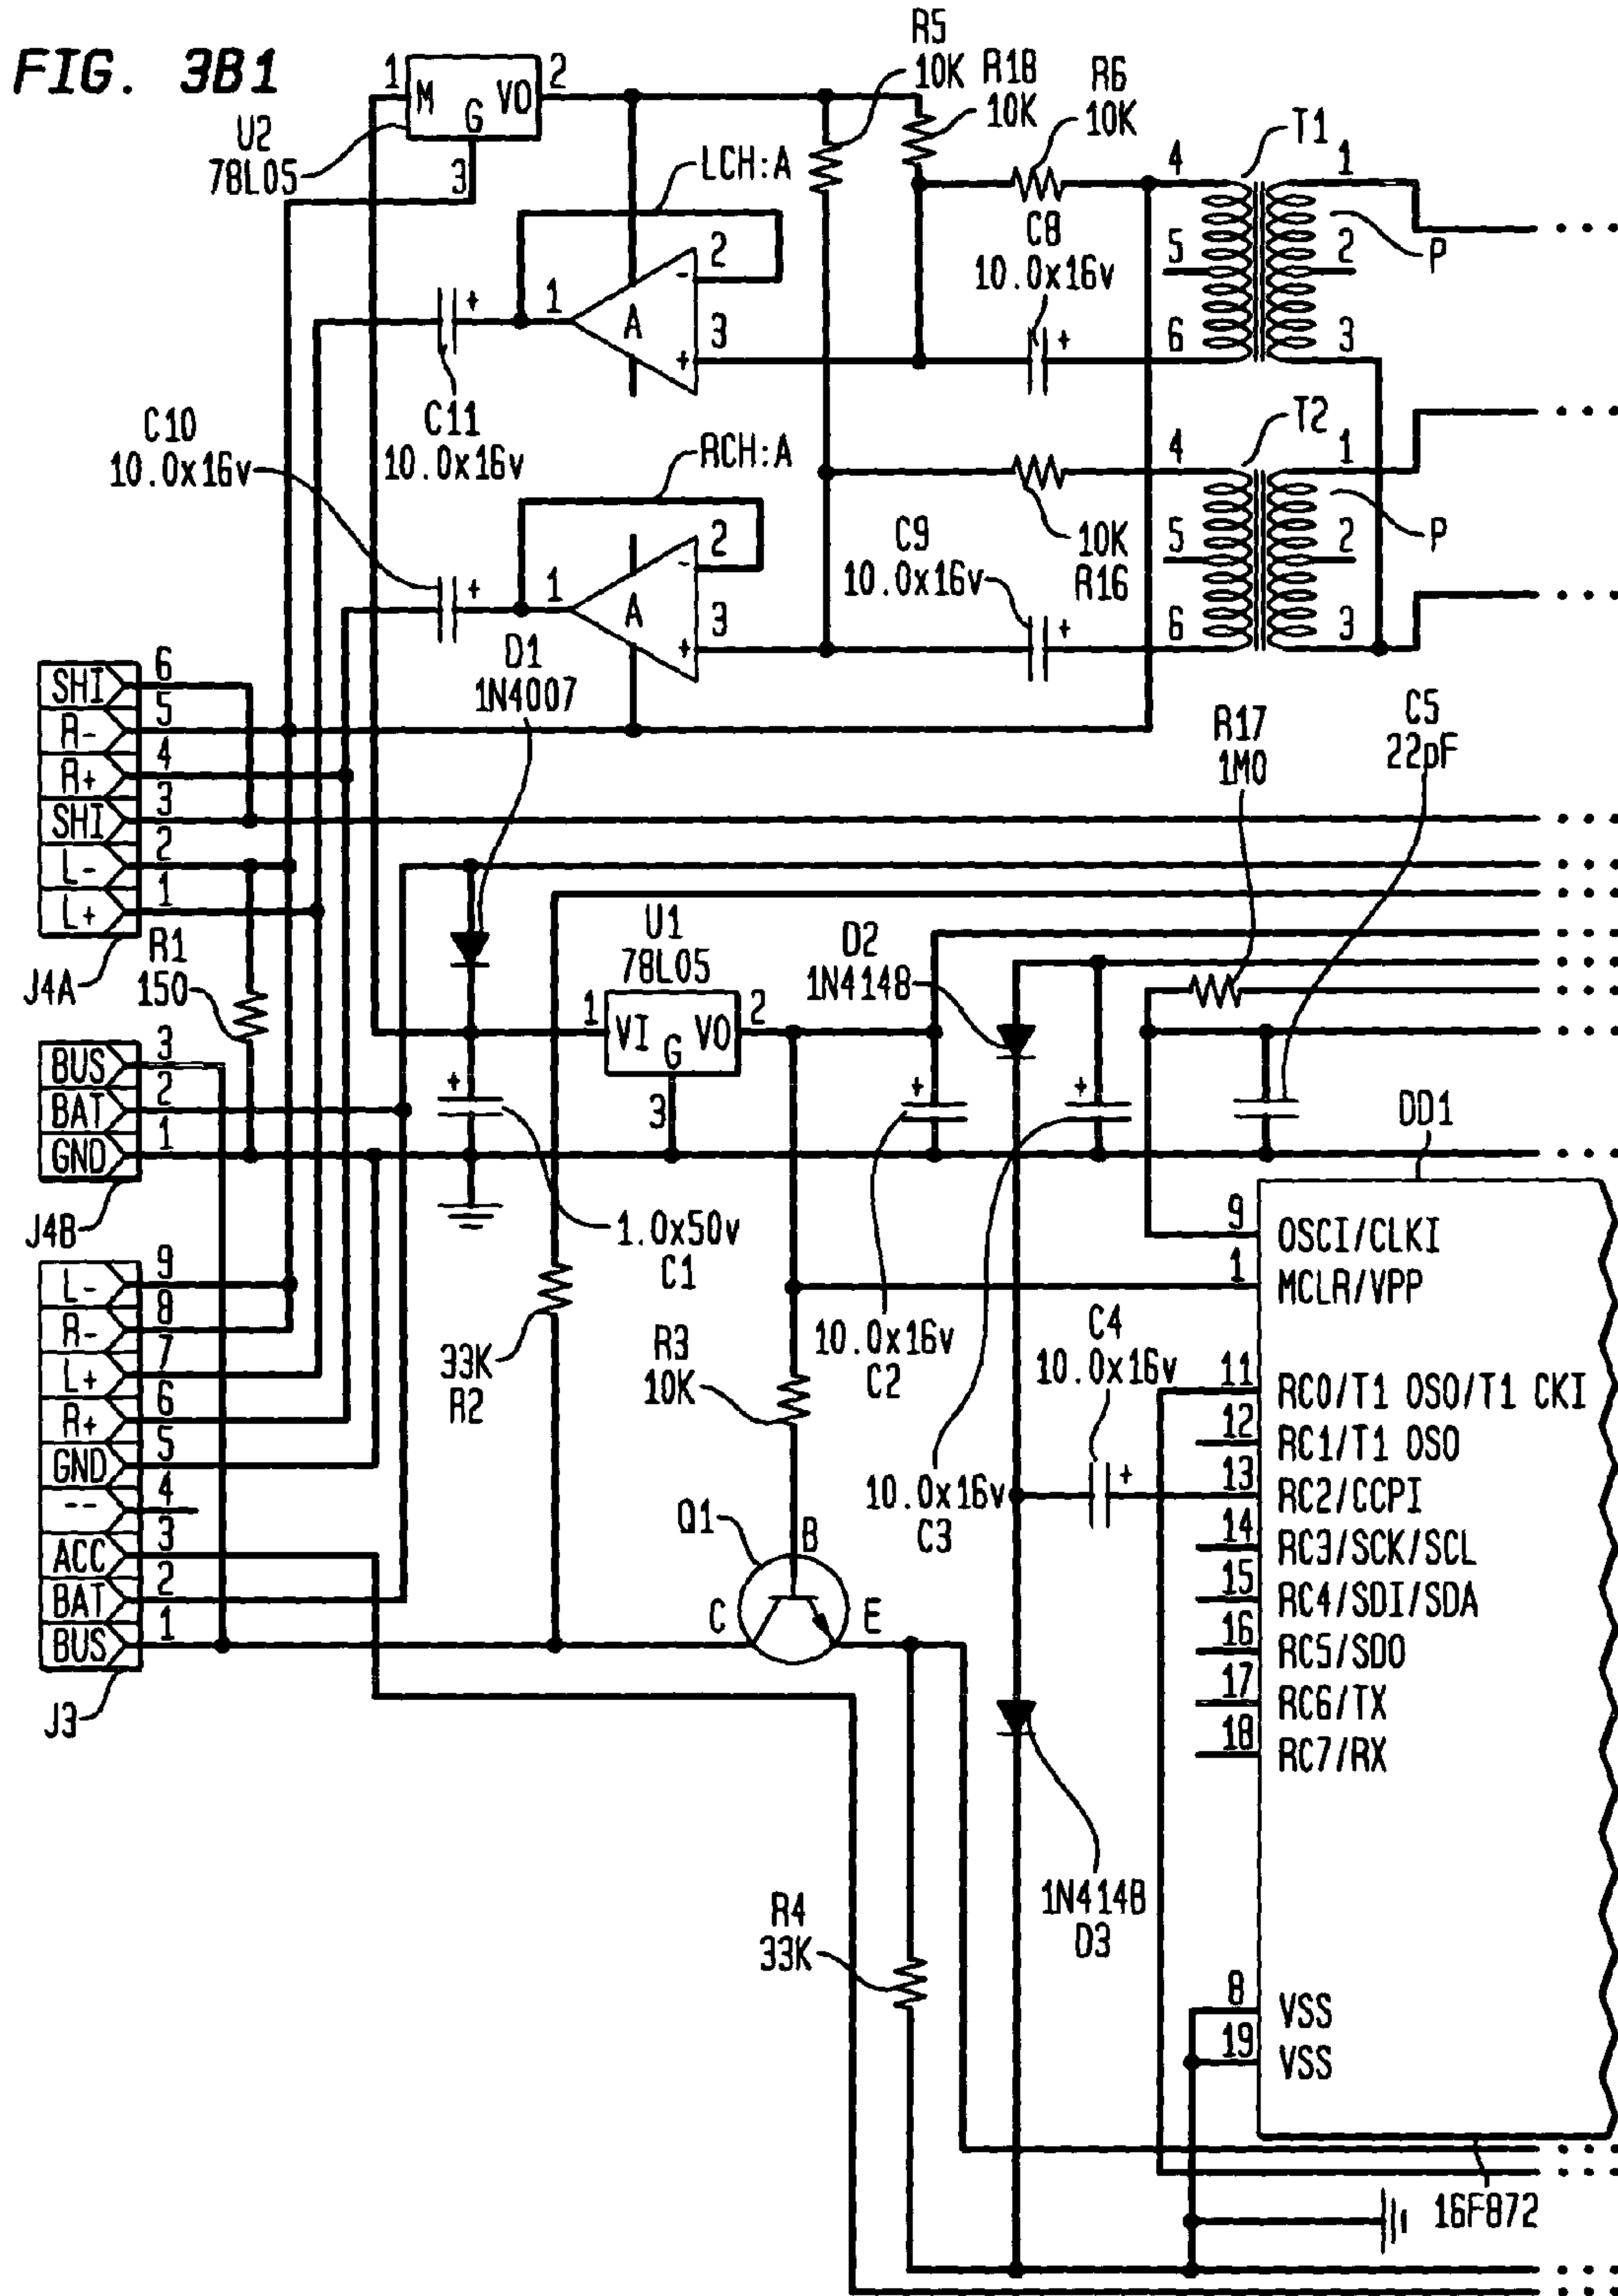 FIG. 3B1
R5
10K
R18
10K
R6
10K
1
M
G
VO
2
U2
78L05
3
LCH:A
T1
4
1
5
2
P
6
3
2
-
1
A
3
+
C8
10.0x16v
+
+
C11
10.0x16v
C10
10.0x16v
RCH:A
T2
4
1
5
2
P
6
3
10K
R16
C9
10.0x16v
+
2
-
1
A
3
+
+
D1
1N4007
SHI 6
R- 5
R+ 4
SHI 3
L- 2
L+ 1
J4A
R1
150
R17
1M0
C5
22pF
U1
78L05
1
VI
G
VO
2
3
D2
1N4148
BUS 3
BAT 2
GND 1
J4B
+
1.0x50v
C1
+
10.0x16v
C2
+
10.0x16v
C3
DD1
L- 9
R- 8
L+ 7
R+ 6
GND 5
-- 4
ACC 3
BAT 2
BUS 1
J3
33K
R2
R3
10K
C4
10.0x16v
+
Q1
B
C
E
9 OSCI/CLKI
1 MCLR/VPP
11 RC0/T1 OSO/T1 CKI
12 RC1/T1 OSO
13 RC2/CCPI
14 RC3/SCK/SCL
15 RC4/SDI/SDA
16 RC5/SDO
17 RC6/TX
18 RC7/RX
1N414B
D3
R4
33K
8 VSS
19 VSS
16F872